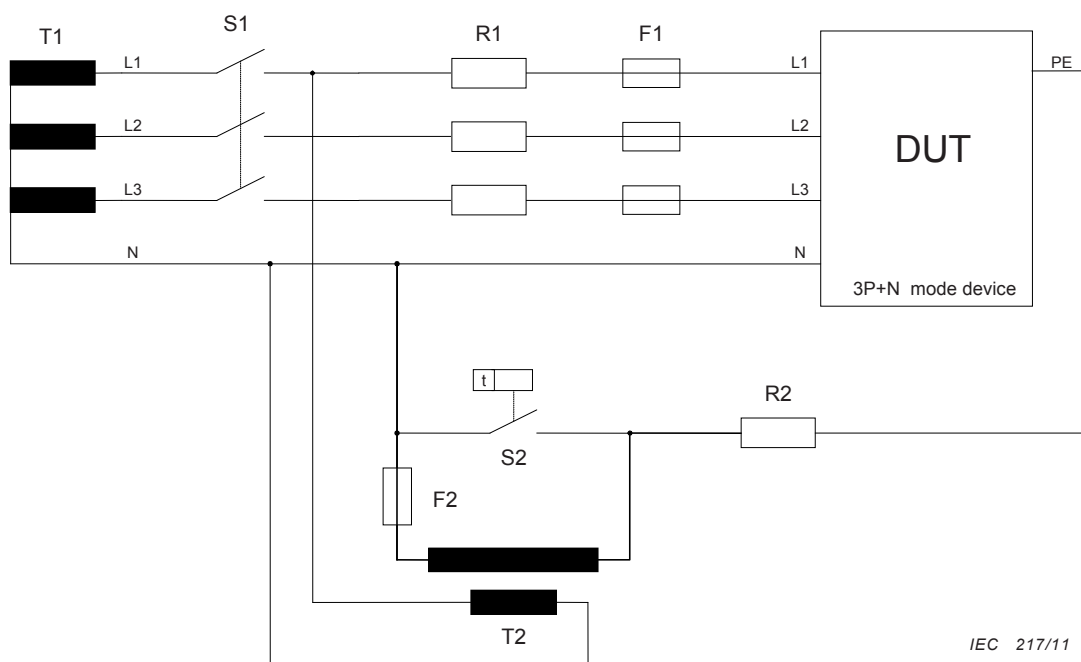 T1
S1
R1
F1
L1
L1
PE
L2
L2
DUT
L3
L3
N
N
3P+N mode device
t
R2
S2
F2
T2
IEC 217/11